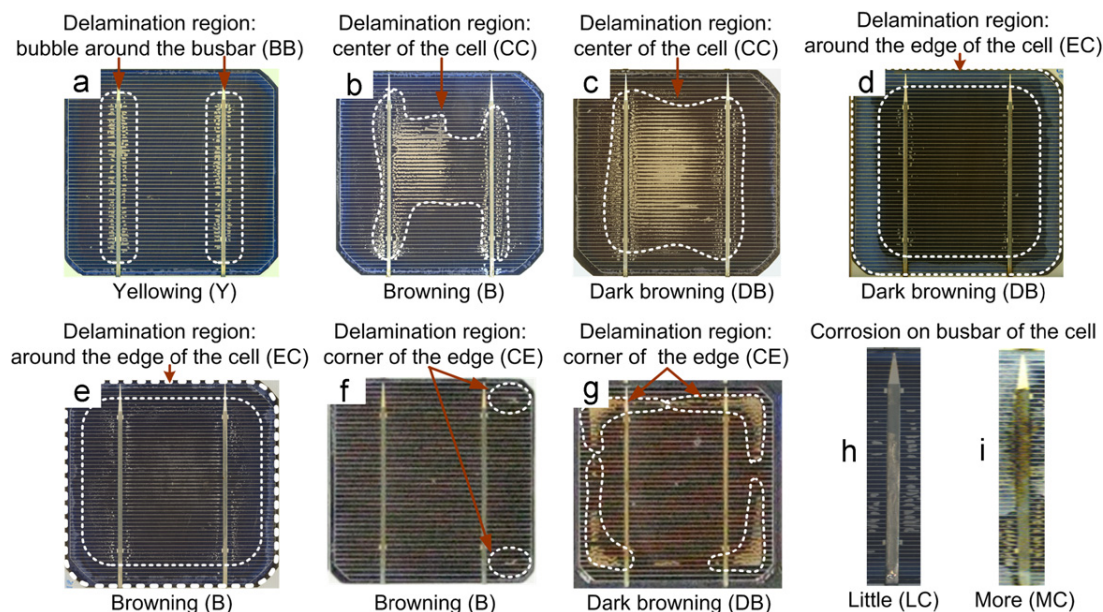 Delamination region:
bubble around the busbar (BB)
a
Yellowing (Y)
Delamination region:
center of the cell (CC)
b
Browning (B)
Delamination region:
center of the cell (CC)
c
Dark browning (DB)
Delamination region:
around the edge of the cell (EC)
d
Dark browning (DB)
Delamination region:
around the edge of the cell (EC)
e
Browning (B)
Delamination region:
corner of the edge (CE)
f
Browning (B)
Delamination region:
corner of the edge (CE)
g
Dark browning (DB)
Corrosion on busbar of the cell
h
Little (LC)
i
More (MC)